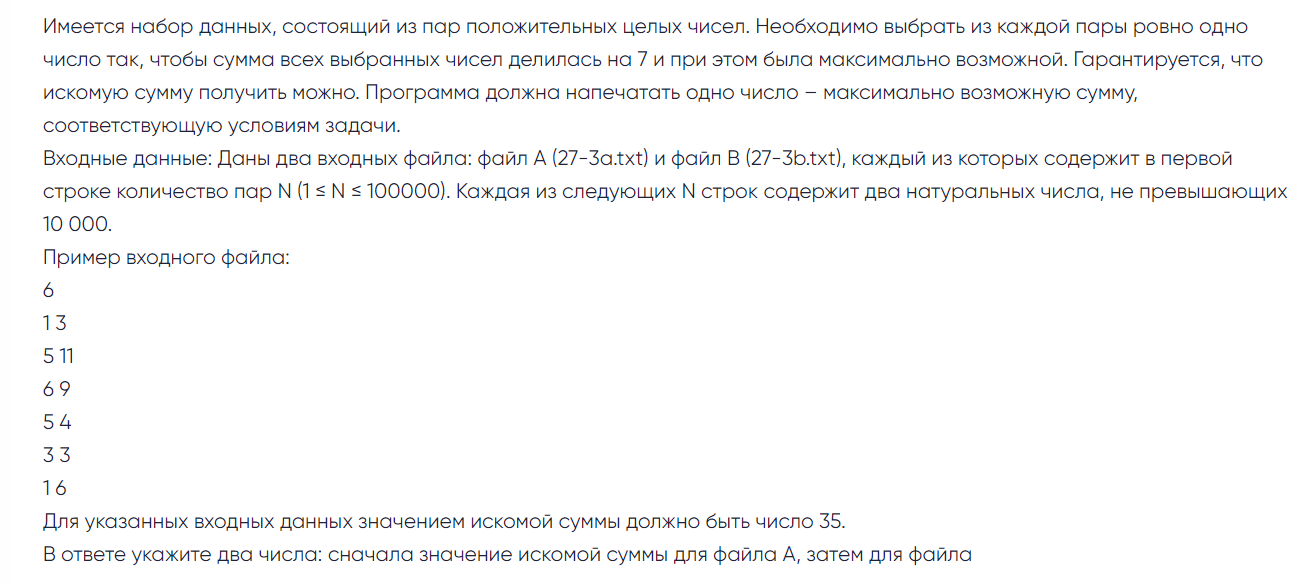 Имеется набор данных, состоящий из пар положительных целых чисел. Необходимо выбрать из каждой пары ровно одно
число так, чтобы сумма всех выбранных чисел делилась на 7 и при этом была максимально возможной. Гарантируется, что
искомую сумму получить можно. Программа должна напечатать одно число – максимально возможную сумму,
соответствующую условиям задачи.
Входные данные: Даны два входных файла: файл A (27-3a.txt) и файл B (27-3b.txt), каждый из которых содержит в первой
строке количество пар N (1 ≤ N ≤ 100000). Каждая из следующих N строк содержит два натуральных числа, не превышающих
10 000.
Пример входного файла:
6
1 3
5 11
6 9
5 4
3 3
1 6
Для указанных входных данных значением искомой суммы должно быть число 35.
В ответе укажите два числа: сначала значение искомой суммы для файла А, затем для файла